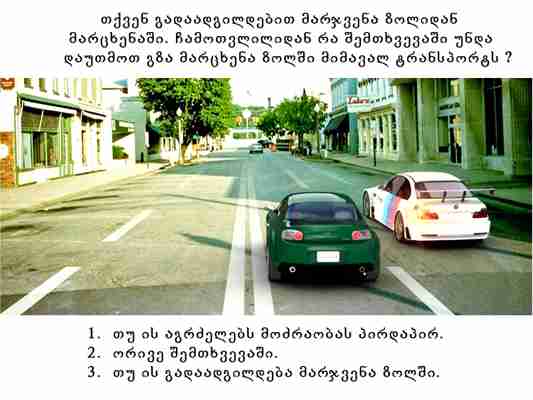 თქვენ გადაადგილდებით მარჯვენა ზოლიდან
მარცხენაში. ჩამოთვლილიდან რა შემთხვევაში უნდა
დაუთმოთ გზა მარცხენა ზოლში მიმავალ ტრანსპორტს ?
1. თუ ის აგრძელებს მოძრაობას პირდაპირ.
2. ორივე შემთხვევაში.
3. თუ ის გადაადგილდება მარჯვენა ზოლში.